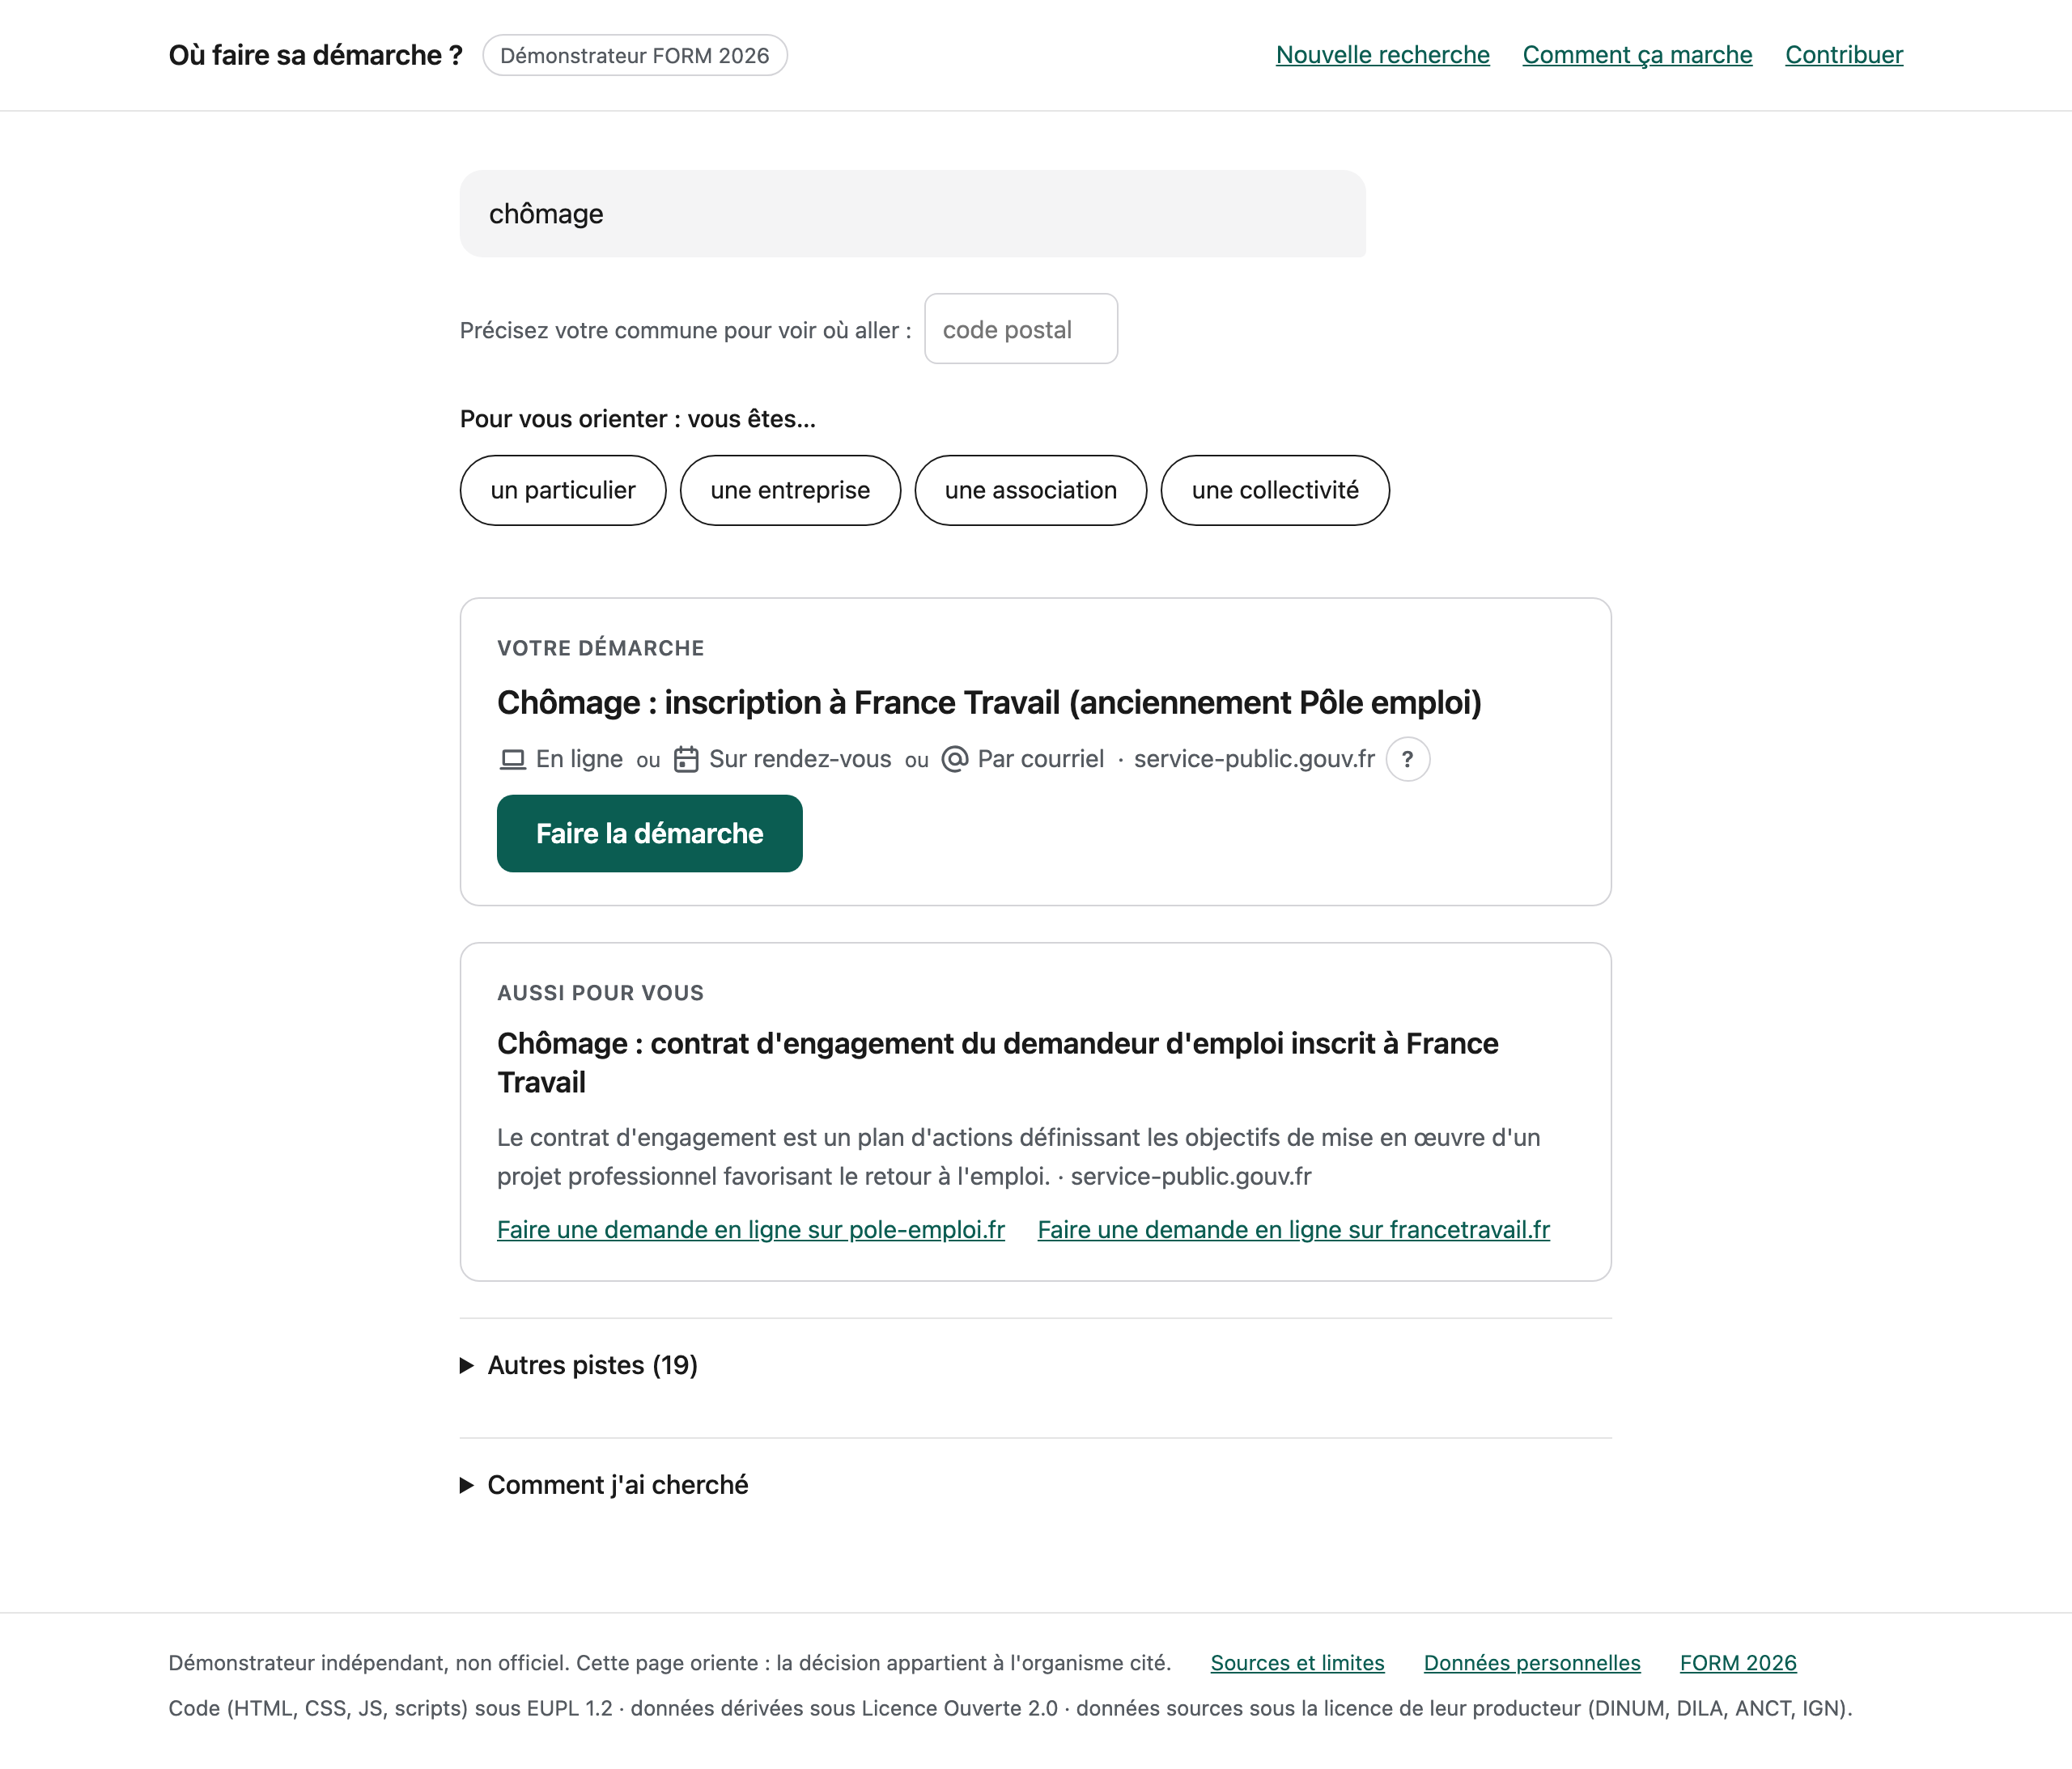 Où faire sa démarche ?
Démonstrateur FORM 2026
Nouvelle recherche
Comment ça marche
Contribuer
chômage
Précisez votre commune pour voir où aller :
code postal
Pour vous orienter : vous êtes...
un particulier
une entreprise
une association
une collectivité
VOTRE DÉMARCHE
Chômage : inscription à France Travail (anciennement Pôle emploi)
En ligne ou Sur rendez-vous ou Par courriel · service-public.gouv.fr ?
Faire la démarche
AUSSI POUR VOUS
Chômage : contrat d'engagement du demandeur d'emploi inscrit à France
Travail
Le contrat d'engagement est un plan d'actions définissant les objectifs de mise en œuvre d'un
projet professionnel favorisant le retour à l'emploi. · service-public.gouv.fr
Faire une demande en ligne sur pole-emploi.fr
Faire une demande en ligne sur francetravail.fr
Autres pistes (19)
Comment j'ai cherché
Démonstrateur indépendant, non officiel. Cette page oriente : la décision appartient à l'organisme cité.
Sources et limites
Données personnelles
FORM 2026
Code (HTML, CSS, JS, scripts) sous EUPL 1.2 · données dérivées sous Licence Ouverte 2.0 · données sources sous la licence de leur producteur (DINUM, DILA, ANCT, IGN).